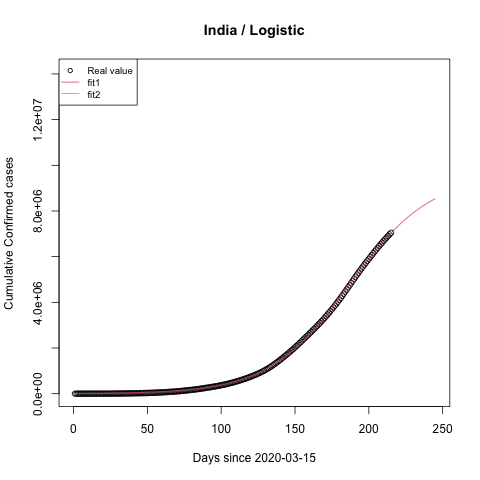 India / Logistic
Real value
fit1
fit2
Cumulative Confirmed cases
1.2e+07
8.0e+06
4.0e+06
0.0e+00
0 50 100 150 200 250
Days since 2020-03-15